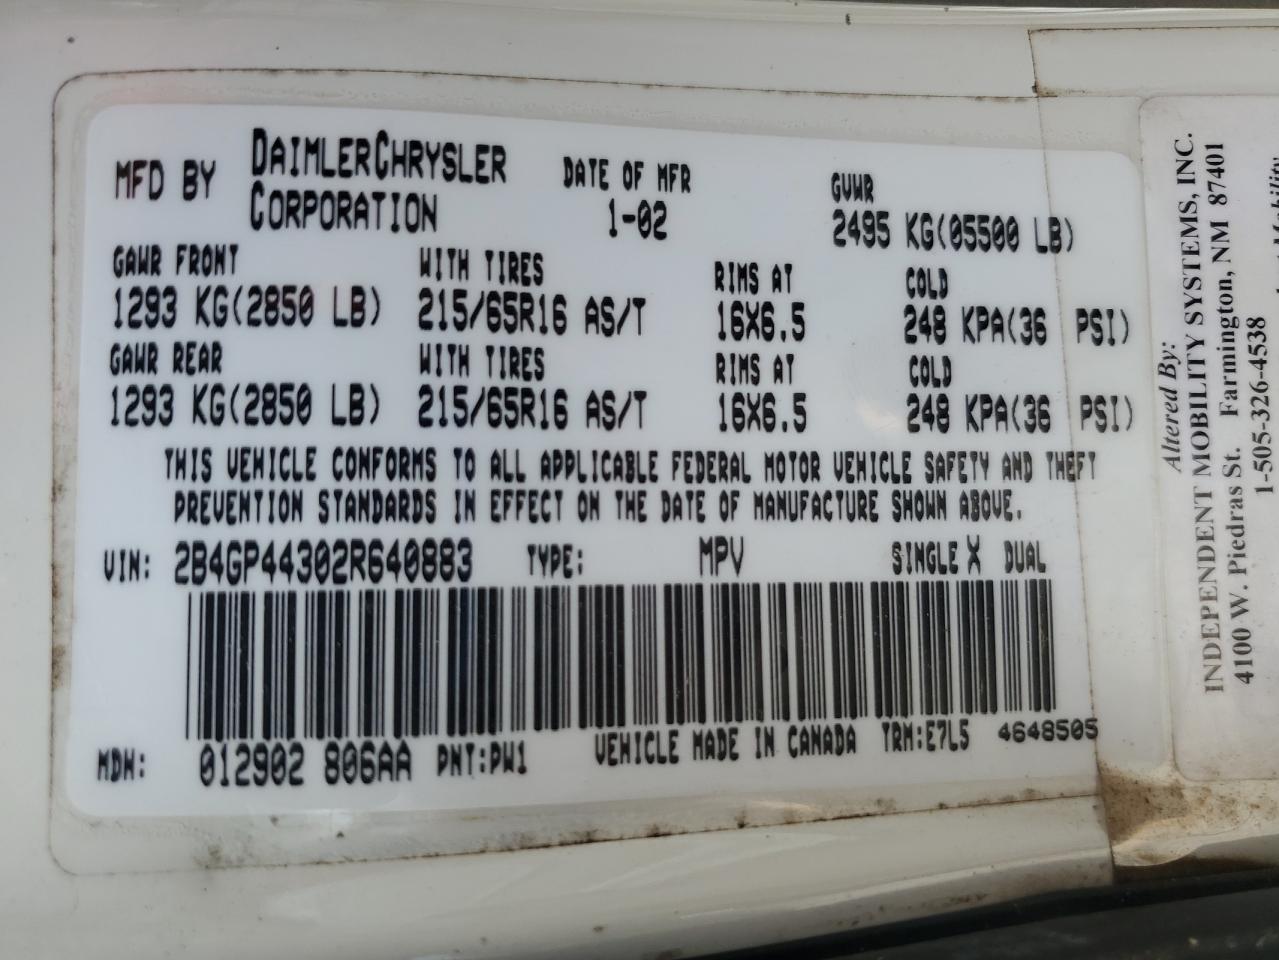 MFD BY DAIMLERCHRYSLER CORPORATION
DATE OF MFR 1-02
GVWR 2495 KG(05500 LB)
GAWR FRONT WITH TIRES RIMS AT COLD
1293 KG(2850 LB) 215/65R16 AS/T 16X6.5 248 KPA(36 PSI)
GAWR REAR WITH TIRES RIMS AT COLD
1293 KG(2850 LB) 215/65R16 AS/T 16X6.5 248 KPA(36 PSI)
THIS VEHICLE CONFORMS TO ALL APPLICABLE FEDERAL MOTOR VEHICLE SAFETY AND THEFT
PREVENTION STANDARDS IN EFFECT ON THE DATE OF MANUFACTURE SHOWN ABOVE.
VIN: 2B4GP44302R640883 TYPE: MPV SINGLE X DUAL
MDH: 012902 806AA PNT:PW1 VEHICLE MADE IN CANADA TRM:E7L5 4648505
Altered By:
INDEPENDENT MOBILITY SYSTEMS, INC.
4100 W. Piedras St. Farmington, NM 87401
1-505-326-4538